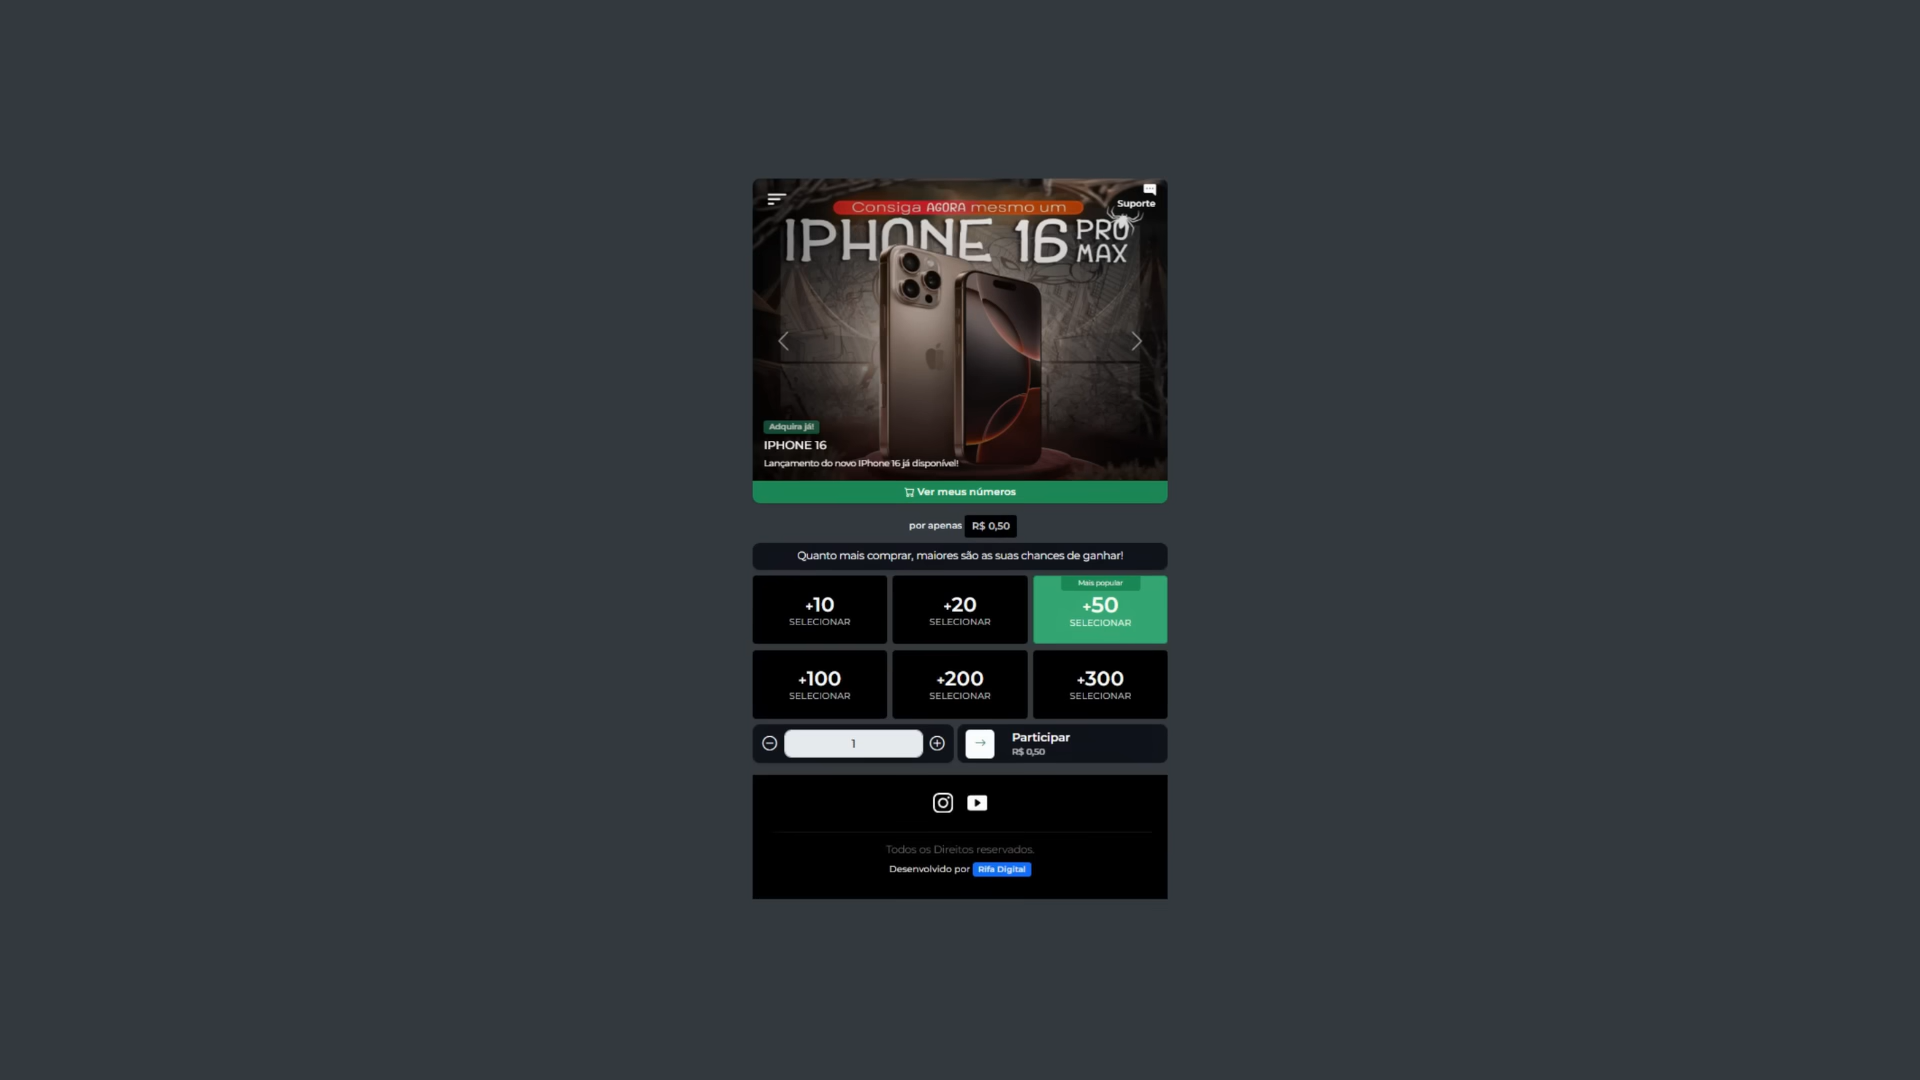 Suporte
Consiga AGORA mesmo um
IPHONE 16 PRO MAX
Adquira já!
IPHONE 16
Lançamento do novo IPhone 16 já disponível!
Ver meus números
por apenas R$ 0,50
Quanto mais comprar, maiores são as suas chances de ganhar!
Mais popular
+10 +20 +50
SELECIONAR SELECIONAR SELECIONAR
+100 +200 +300
SELECIONAR SELECIONAR SELECIONAR
1
Participar
R$ 0,50
Todos os Direitos reservados.
Desenvolvido por Rifa Digital